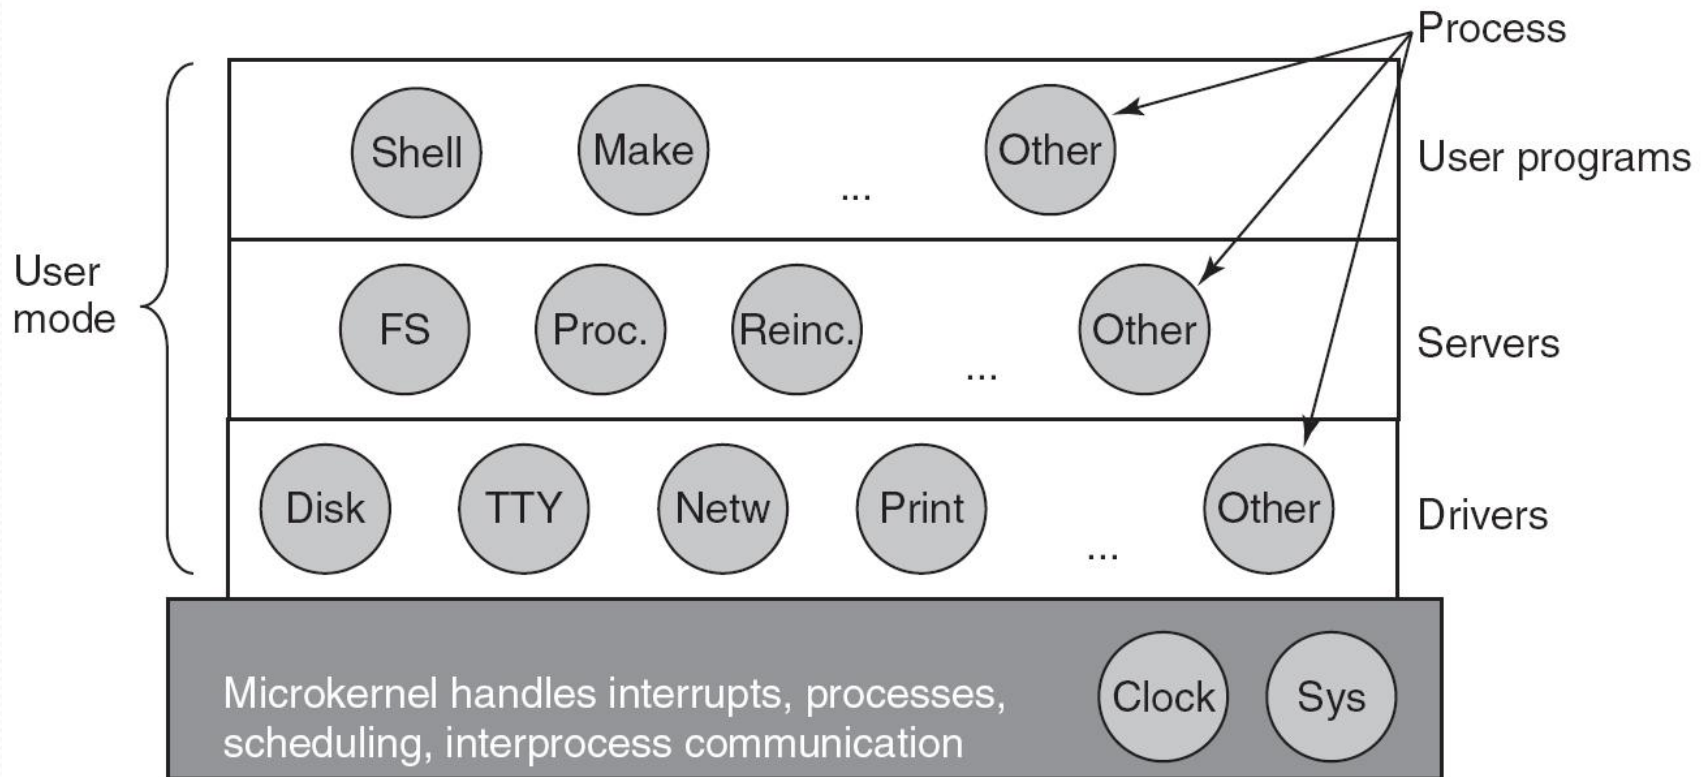 Process
Shell
Make
...
Other
User programs
User
mode
FS
Proc.
Reinc.
...
Other
Servers
Disk
TTY
Netw
Print
...
Other
Drivers
Microkernel handles interrupts, processes,
scheduling, interprocess communication
Clock
Sys